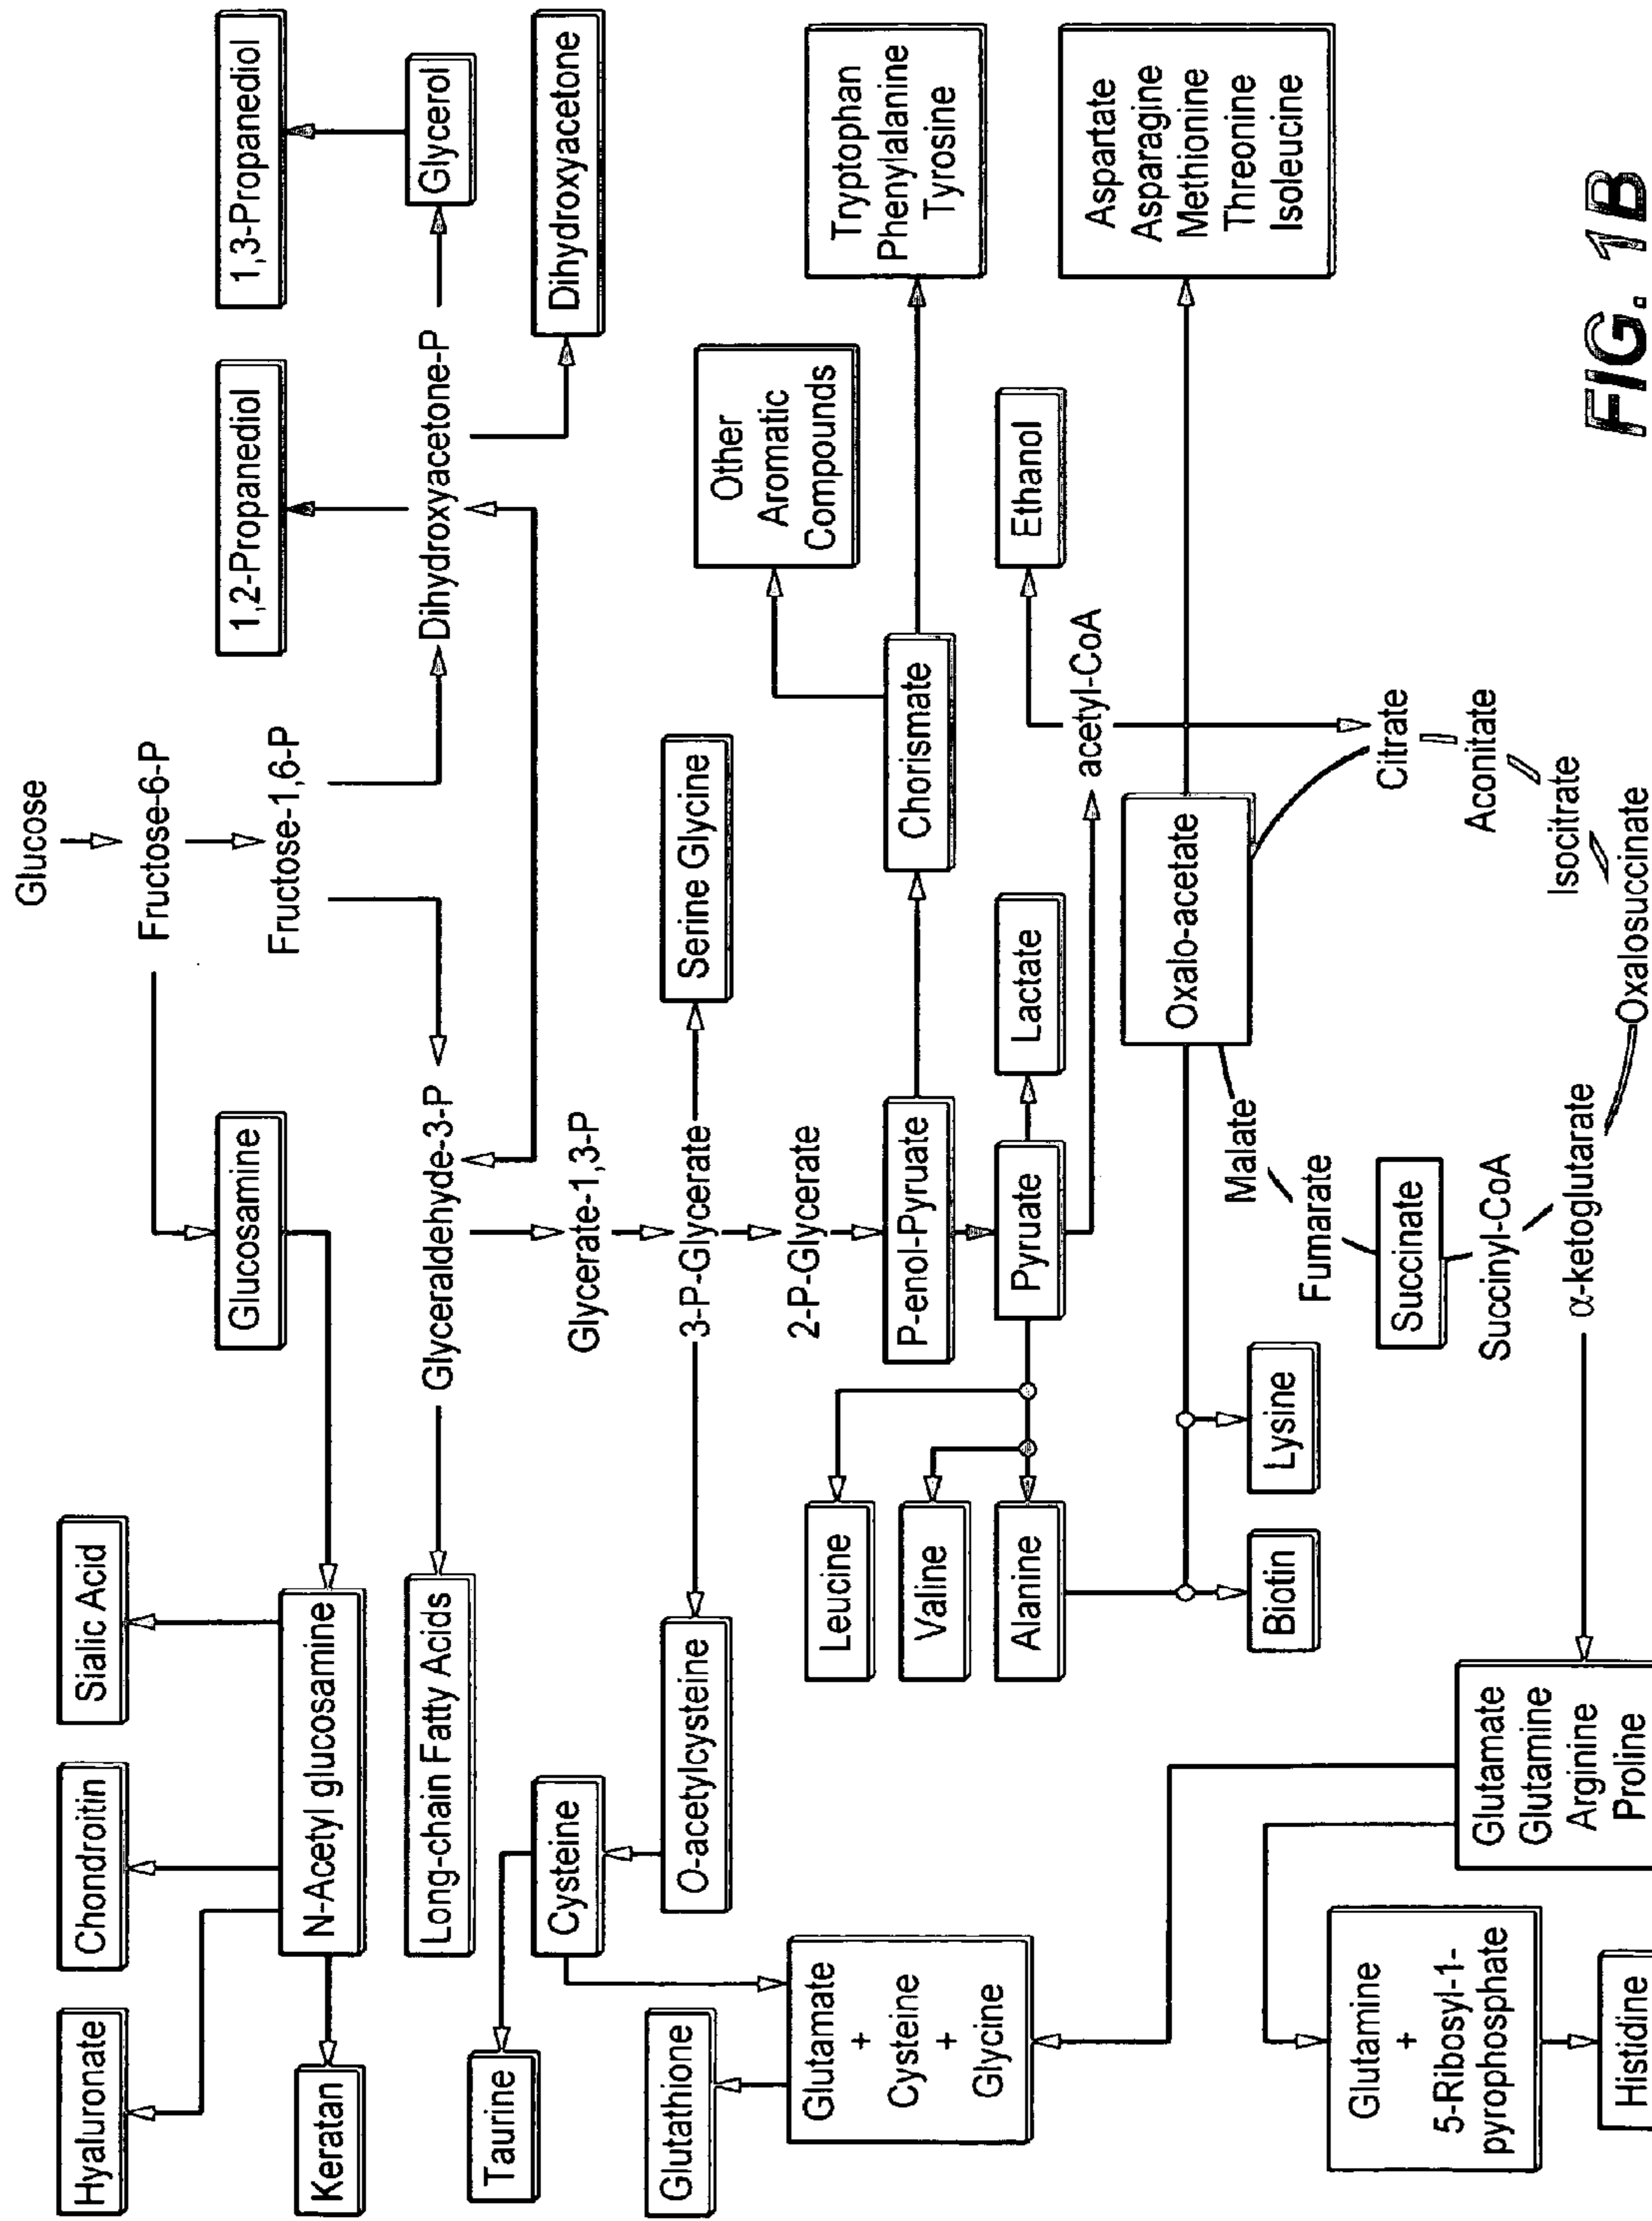 Glucose
Fructose-6-P
Fructose-1,6-P
Glucosamine
Sialic Acid
Chondroitin
Hyaluronate
N-Acetyl glucosamine
Keratan
1,2-Propanediol
1,3-Propanediol
Glycerol
Long-chain Fatty Acids
Glyceraldehyde-3-P
Dihydroxyacetone-P
Dihydroxyacetone
Taurine
Cysteine
Glycerate-1,3-P
Glutathione
O-acetylcysteine
3-P-Glycerate
Serine Glycine
Other
Aromatic
Compounds
2-P-Glycerate
Glutamate
+
Cysteine
+
Glycine
Leucine
Valine
Alanine
P-enol-Pyruate
Chorismate
Tryptophan
Phenylalanine
Tyrosine
Pyruate
Lactate
Ethanol
acetyl-CoA
Oxalo-acetate
Aspartate
Asparagine
Methionine
Threonine
Isoleucine
Biotin
Lysine
Malate
Fumarate
Succinate
Succinyl-CoA
α-ketoglutarate
Citrate
Aconitate
Isocitrate
Oxalosuccinate
Glutamate
Glutamine
Arginine
Proline
Glutamine
+
5-Ribosyl-1-
pyrophosphate
Histidine
FIG. 1B